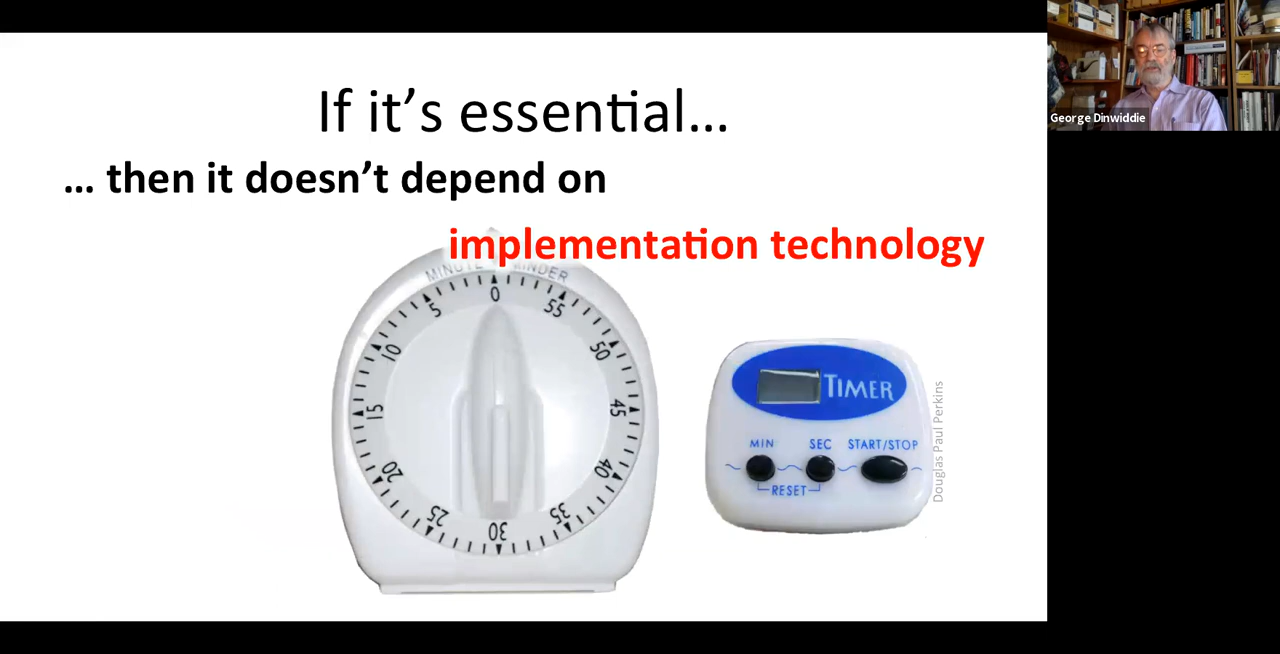 If it's essential...
... then it doesn't depend on
implementation technology
MINUTE MINDER
0
5
55
10
50
15
45
20
40
25
35
30
TIMER
MIN SEC START/STOP
RESET
Douglas Paul Perkins
George Dinwiddie